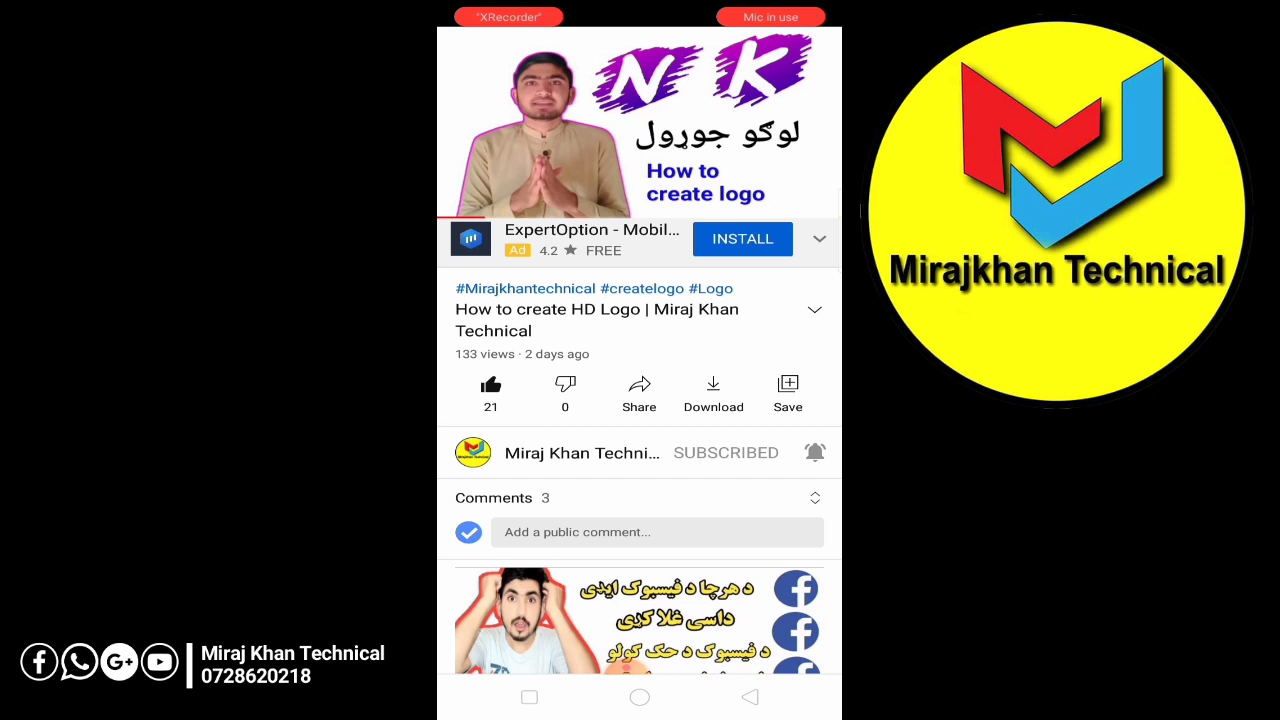 "XRecorder"
Mic in use
N K
لوګو جوړول
How to
create logo
ExpertOption - Mobil...
INSTALL
Ad 4.2 ★ FREE
#Mirajkhantechnical #createlogo #Logo
How to create HD Logo | Miraj Khan
Technical
133 views · 2 days ago
21
0
Share
Download
Save
Miraj Khan Techni...
SUBSCRIBED
Comments 3
Add a public comment...
د هرچا د فیسبوک ایډی
داسی غلا کړی
د فیسبوک د حک کولو
Mirajkhan Technical
Miraj Khan Technical
0728620218